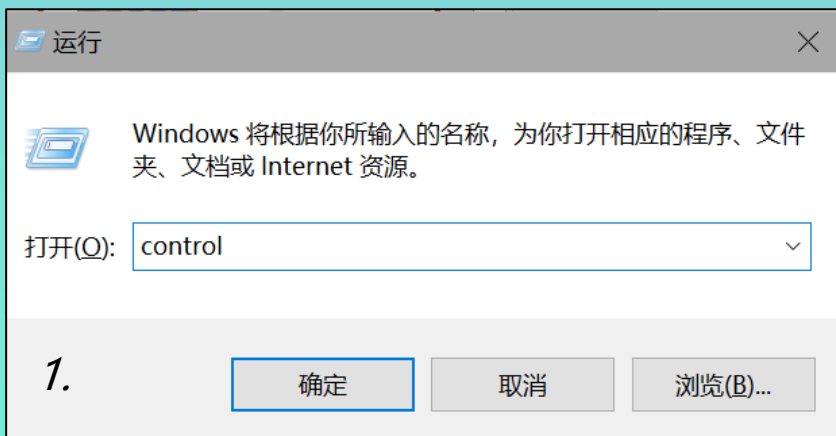 运行
Windows 将根据你所输入的名称，为你打开相应的程序、文件
夹、文档或 Internet 资源。
打开(O): control
1.
确定 取消 浏览(B)...